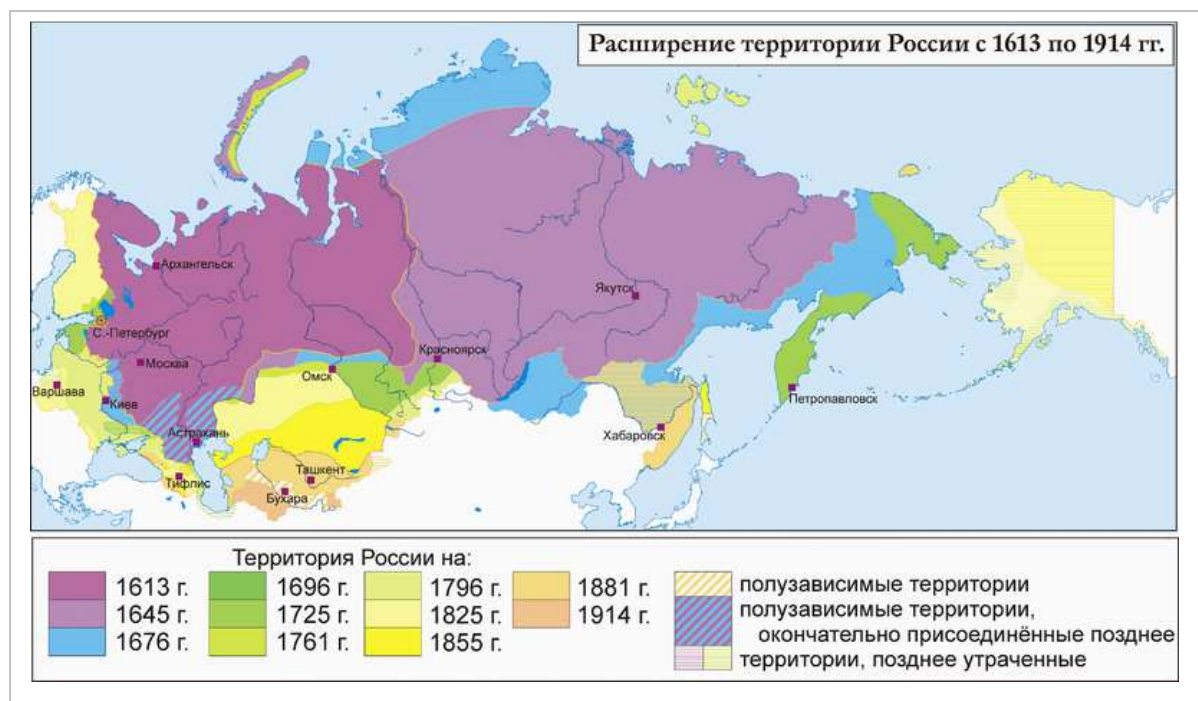 Расширение территории России с 1613 по 1914 гг.
Архангельск
Якутск
С.-Петербург
Красноярск
Москва
Омск
Варшава
Петропавловск
Киев
Астрахань
Хабаровск
Ташкент
Тифлис
Бухара
Территория России на:
1613 г.
1645 г.
1676 г.
1696 г.
1725 г.
1761 г.
1796 г.
1825 г.
1855 г.
1881 г.
1914 г.
полузависимые территории
полузависимые территории,
окончательно присоединённые позднее
территории, позднее утраченные